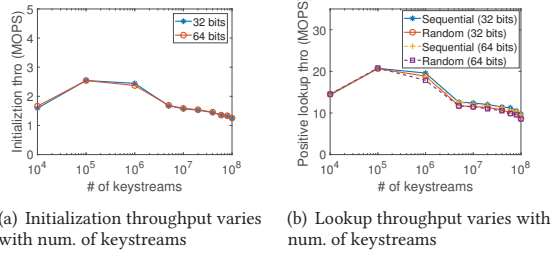 Initializtion thro (MOPS)
5
4
3
2
1
0
32 bits
64 bits
10^4 10^5 10^6 10^7 10^8
# of keystreams
(a) Initialization throughput varies
with num. of keystreams
Positive lookup thro (MOPS)
30
20
10
0
Sequential (32 bits)
Random (32 bits)
Sequential (64 bits)
Random (64 bits)
10^4 10^5 10^6 10^7 10^8
# of keystreams
(b) Lookup throughput varies with
num. of keystreams